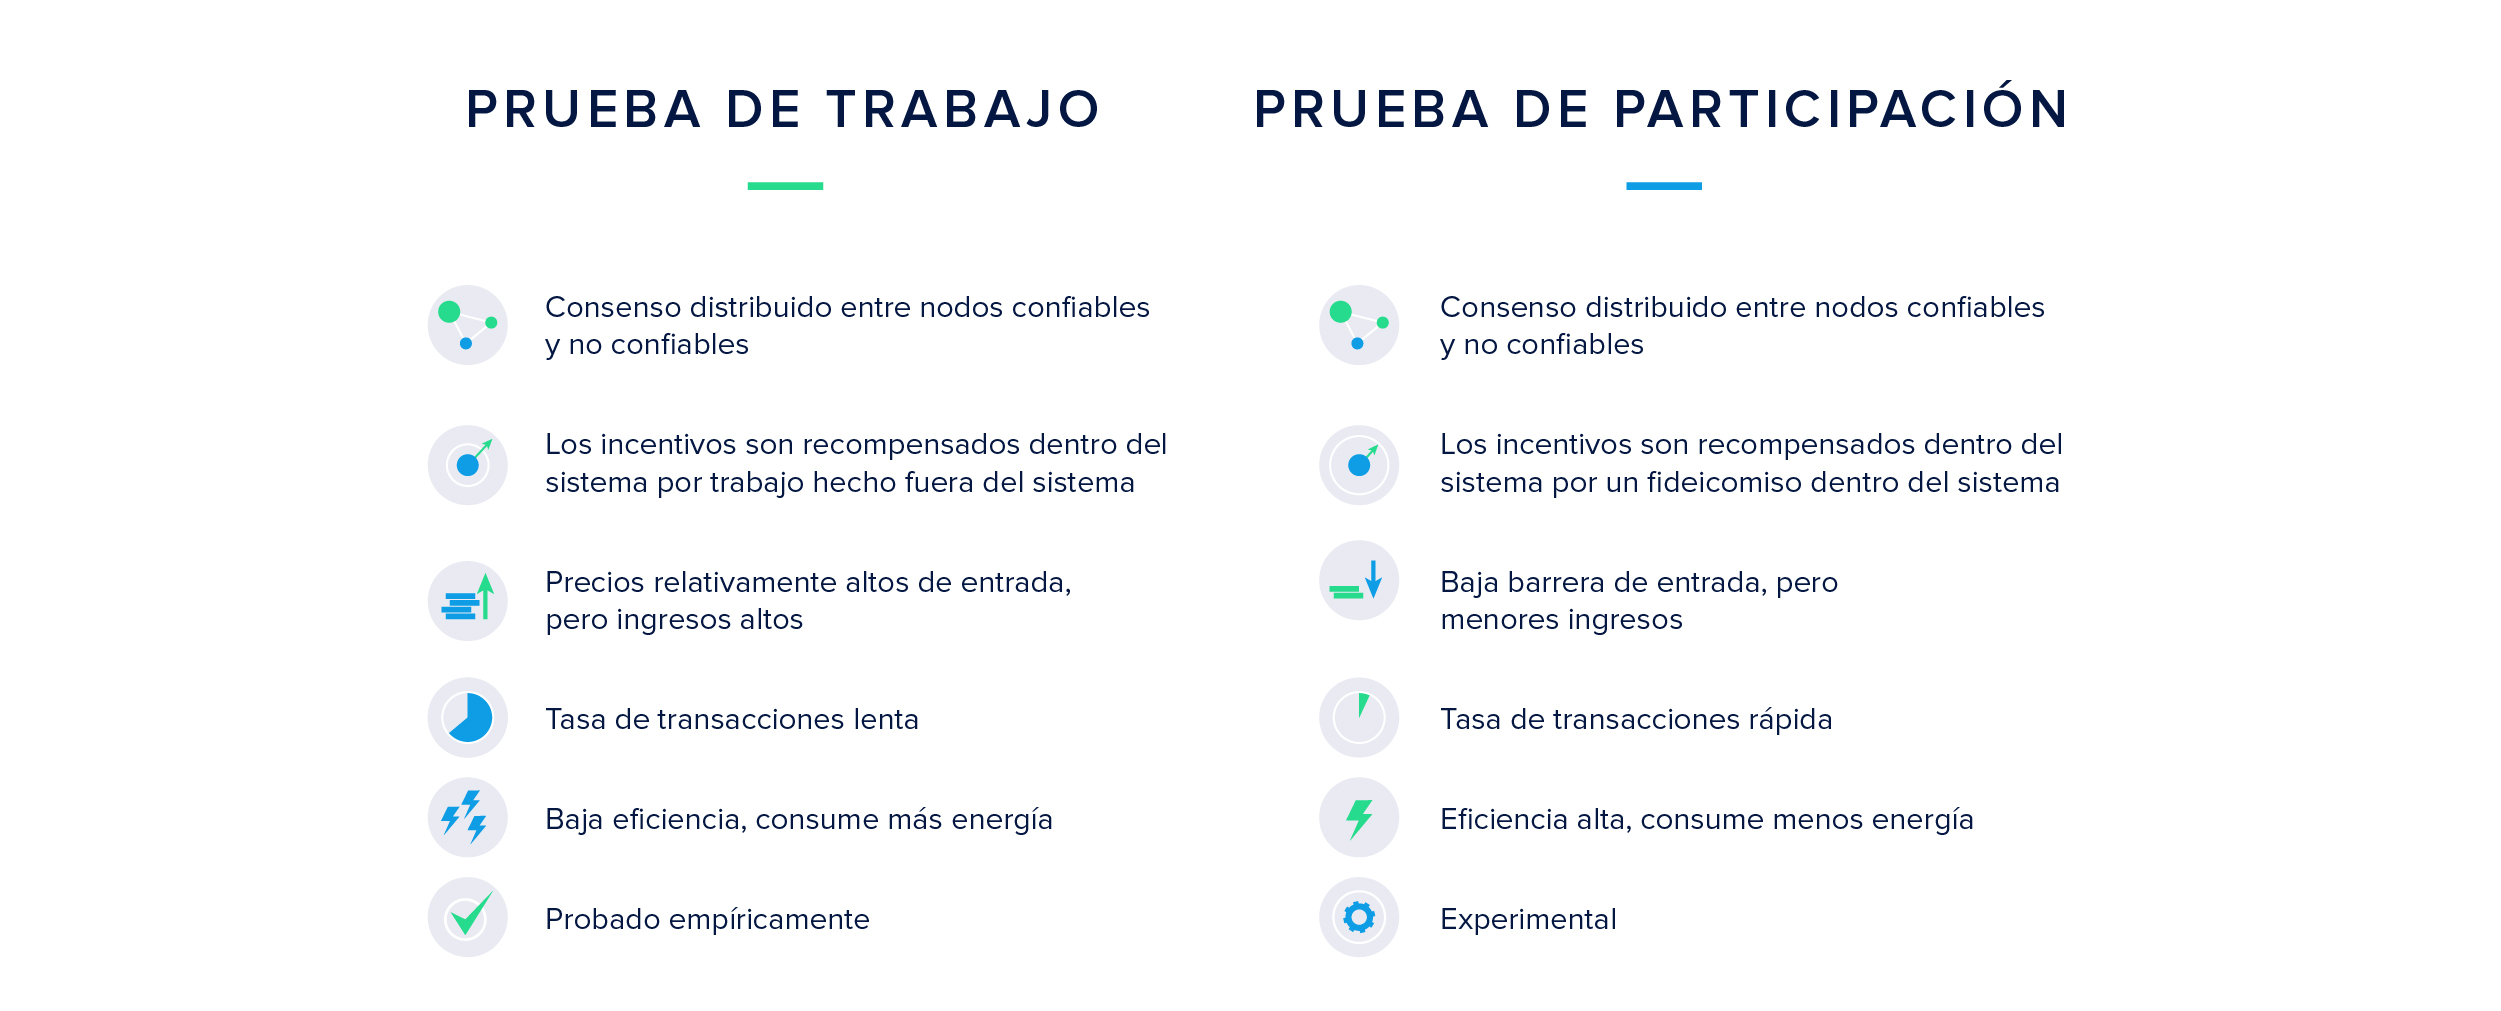 PRUEBA DE TRABAJO
Consenso distribuido entre nodos confiables
y no confiables
Los incentivos son recompensados dentro del
sistema por trabajo hecho fuera del sistema
Precios relativamente altos de entrada,
pero ingresos altos
Tasa de transacciones lenta
Baja eficiencia, consume más energía
Probado empíricamente
PRUEBA DE PARTICIPACIÓN
Consenso distribuido entre nodos confiables
y no confiables
Los incentivos son recompensados dentro del
sistema por un fideicomiso dentro del sistema
Baja barrera de entrada, pero
menores ingresos
Tasa de transacciones rápida
Eficiencia alta, consume menos energía
Experimental